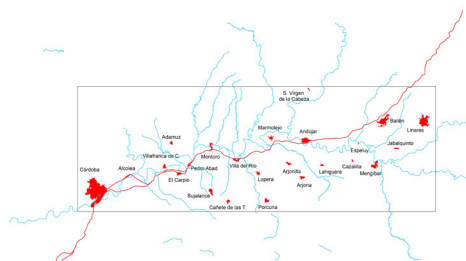 S. Virgen
de la Cabeza
Bailén
Linares
Marmolejo
Andújar
Adamuz
Jabalquinto
Espeluy
Villafranca de C.
Montoro
Villa del Río
Cazalilla
Córdoba
Alcolea
Pedro Abad
Arjonilla
Lahiguera
Mengíbar
El Carpio
Lopera
Arjona
Bujalance
Cañete de las T.
Porcuna